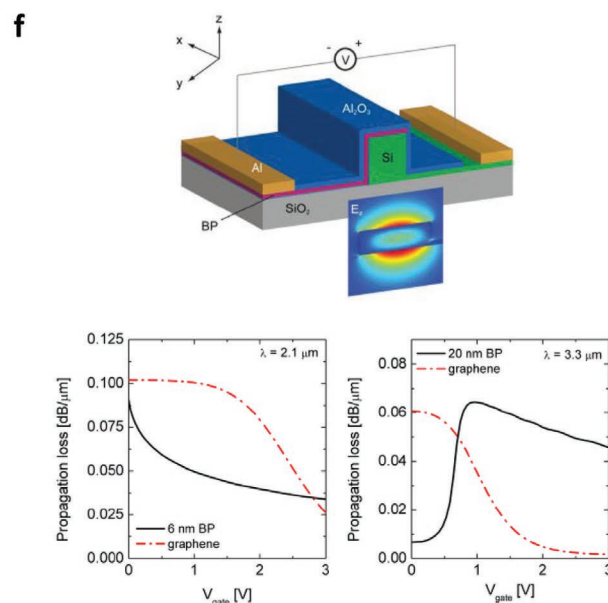 f
z
x
y
- V +
Al₂O₃
Si
Al
BP
SiO₂
E₂
0.125
0.100
0.075
0.050
0.025
0.000
Propagation loss [dB/μm]
λ = 2.1 μm
6 nm BP
graphene
0 1 2 3
V_gate [V]
0.08
0.06
0.04
0.02
0.00
Propagation loss [dB/μm]
20 nm BP
graphene
λ = 3.3 μm
0 1 2 3
V_gate [V]